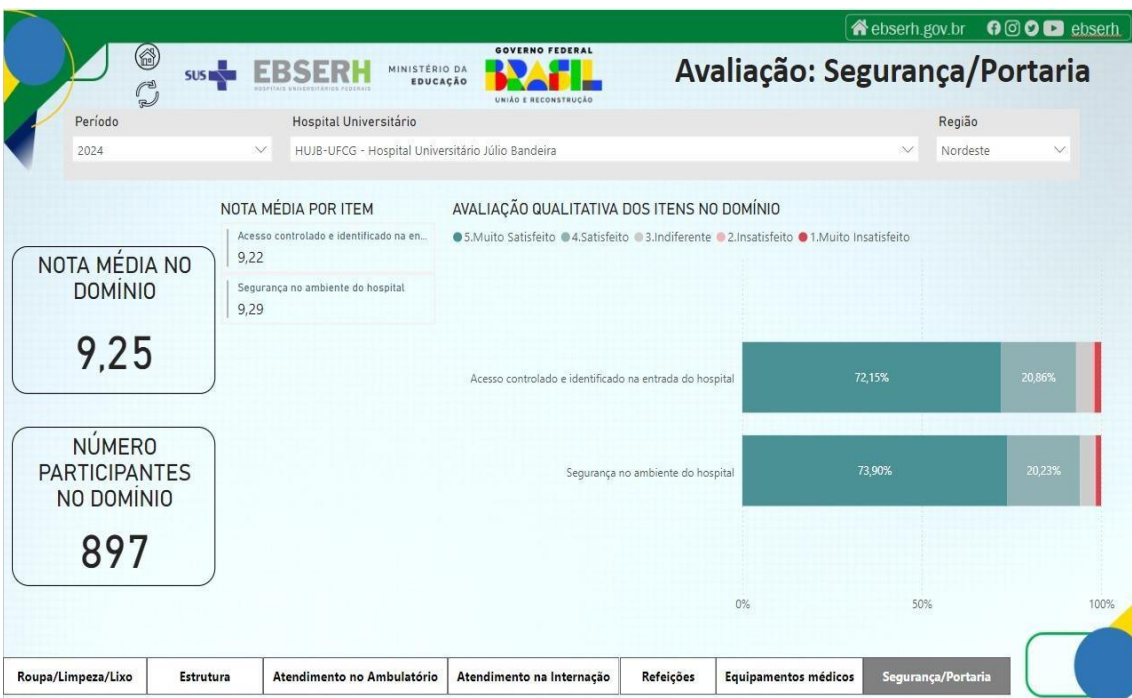 ebserh.gov.br ebserh
SUS
EBSERH
HOSPITAIS UNIVERSITÁRIOS FEDERAIS
MINISTÉRIO DA
EDUCAÇÃO
GOVERNO FEDERAL
BRASIL
UNIÃO E RECONSTRUÇÃO
Avaliação: Segurança/Portaria
Período Hospital Universitário Região
2024 HUJB-UFCG - Hospital Universitário Júlio Bandeira Nordeste
NOTA MÉDIA POR ITEM
Acesso controlado e identificado na en...
9,22
Segurança no ambiente do hospital
9,29
NOTA MÉDIA NO
DOMÍNIO
9,25
NÚMERO
PARTICIPANTES
NO DOMÍNIO
897
AVALIAÇÃO QUALITATIVA DOS ITENS NO DOMÍNIO
5.Muito Satisfeito 4.Satisfeito 3.Indiferente 2.Insatisfeito 1.Muito Insatisfeito
Acesso controlado e identificado na entrada do hospital 72,15% 20,86%
Segurança no ambiente do hospital 73,90% 20,23%
0% 50% 100%
Roupa/Limpeza/Lixo Estrutura Atendimento no Ambulatório Atendimento na Internação Refeições Equipamentos médicos Segurança/Portaria